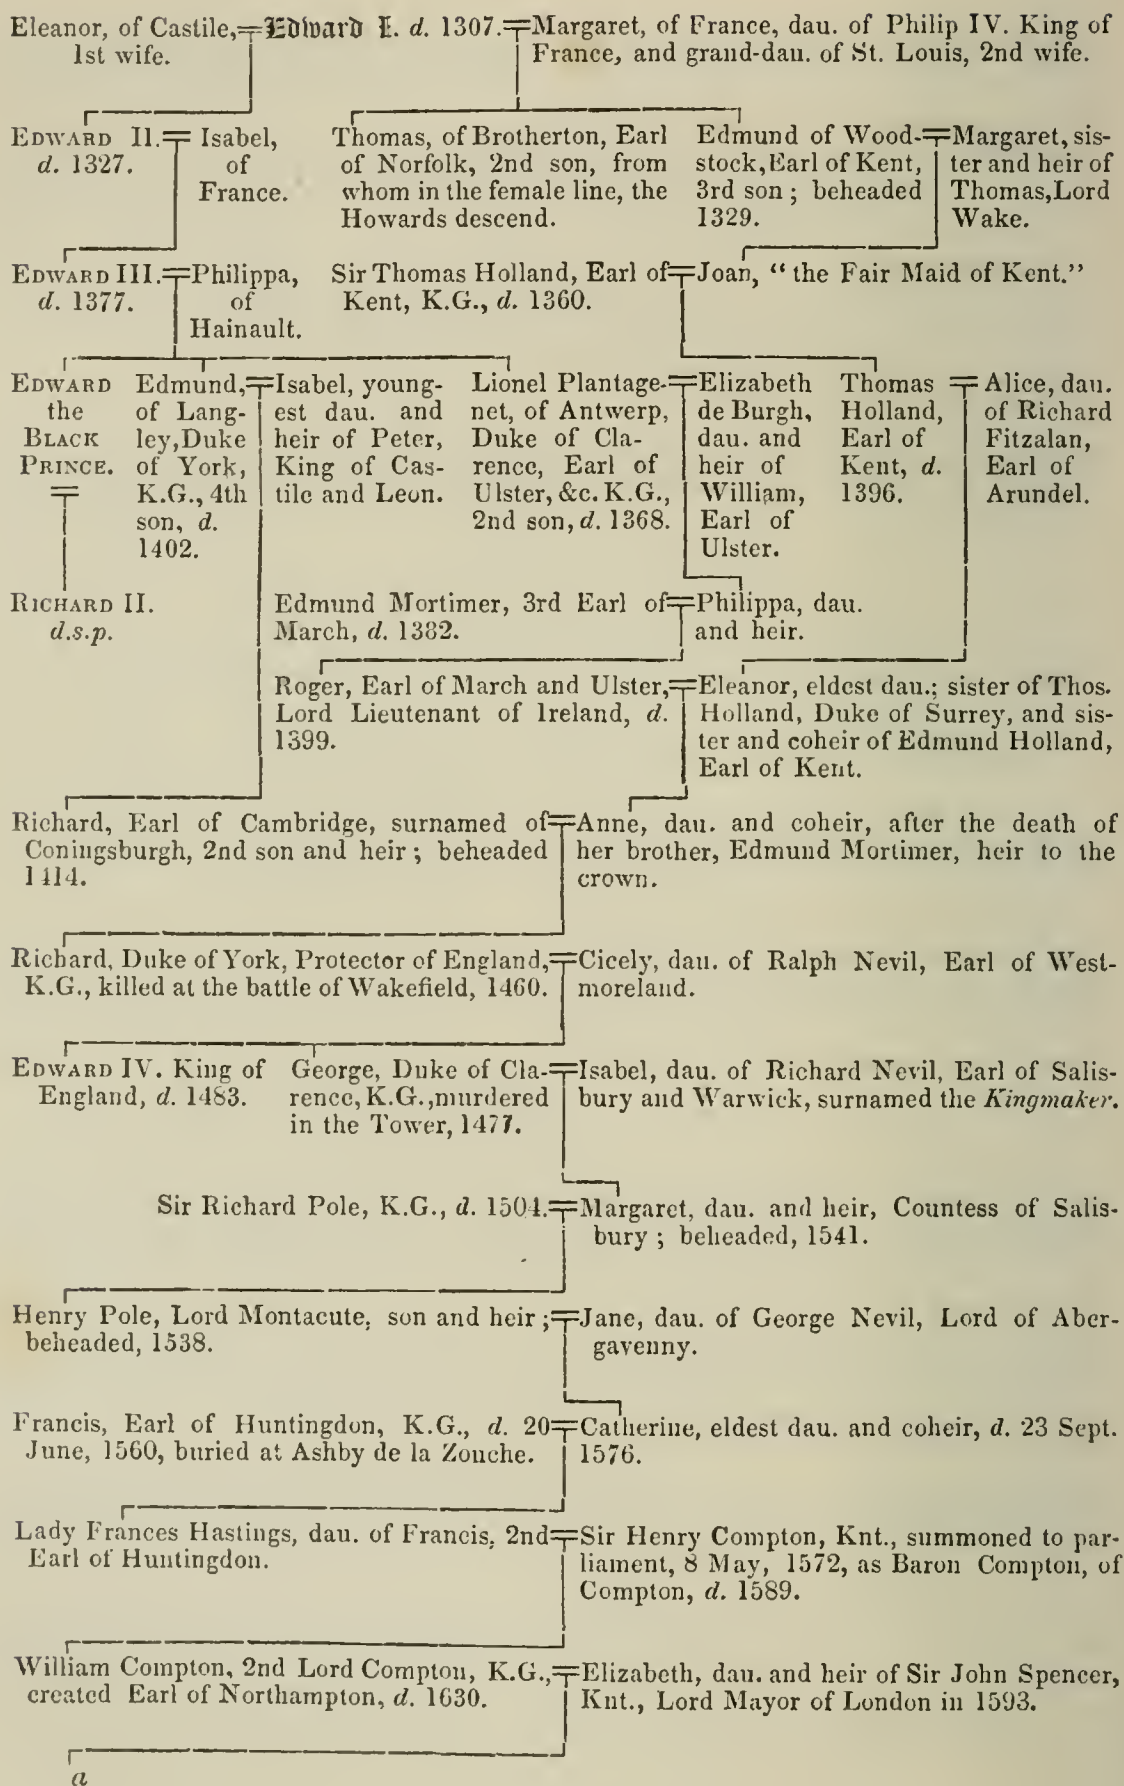 Eleanor, of Castile,
1st wife.
Edward I. d. 1307.
Margaret, of France, dau. of Philip IV. King of
France, and grand-dau. of St. Louis, 2nd wife.
EDWARD II.
d. 1327.
Isabel,
of
France.
Thomas, of Brotherton, Earl
of Norfolk, 2nd son, from
whom in the female line, the
Howards descend.
Edmund of Wood-
stock, Earl of Kent,
3rd son; beheaded
1329.
Margaret, sis-
ter and heir of
Thomas, Lord
Wake.
EDWARD III.
d. 1377.
Philippa,
of
Hainault.
Sir Thomas Holland, Earl of
Kent, K.G., d. 1360.
Joan, "the Fair Maid of Kent."
EDWARD
the
BLACK
PRINCE.
Edmund,
of Lang-
ley, Duke
of York,
K.G., 4th
son, d.
1402.
Isabel, young-
est dau. and
heir of Peter,
King of Cas-
tile and Leon.
Lionel Plantage-
net, of Antwerp,
Duke of Cla-
rence, Earl of
Ulster, &c. K.G.,
2nd son, d. 1368.
Elizabeth
de Burgh,
dau. and
heir of
William,
Earl of
Ulster.
Thomas
Holland,
Earl of
Kent, d.
1396.
Alice, dau.
of Richard
Fitzalan,
Earl of
Arundel.
RICHARD II.
d.s.p.
Edmund Mortimer, 3rd Earl of
March, d. 1382.
Philippa, dau.
and heir.
Roger, Earl of March and Ulster,
Lord Lieutenant of Ireland, d.
1399.
Eleanor, eldest dau.; sister of Thos.
Holland, Duke of Surrey, and sis-
ter and coheir of Edmund Holland,
Earl of Kent.
Richard, Earl of Cambridge, surnamed of
Coningsburgh, 2nd son and heir; beheaded
1414.
Anne, dau. and coheir, after the death of
her brother, Edmund Mortimer, heir to the
crown.
Richard, Duke of York, Protector of England,
K.G., killed at the battle of Wakefield, 1460.
Cicely, dau. of Ralph Nevil, Earl of West-
moreland.
EDWARD IV. King of
England, d. 1483.
George, Duke of Cla-
rence, K.G., murdered
in the Tower, 1477.
Isabel, dau. of Richard Nevil, Earl of Salis-
bury and Warwick, surnamed the Kingmaker.
Sir Richard Pole, K.G., d. 1504.
Margaret, dau. and heir, Countess of Salis-
bury; beheaded, 1541.
Henry Pole, Lord Montacute, son and heir;
beheaded, 1538.
Jane, dau. of George Nevil, Lord of Aber-
gavenny.
Francis, Earl of Huntingdon, K.G., d. 20
June, 1560, buried at Ashby de la Zouche.
Catherine, eldest dau. and coheir, d. 23 Sept.
1576.
Lady Frances Hastings, dau. of Francis, 2nd
Earl of Huntingdon.
Sir Henry Compton, Knt., summoned to par-
liament, 8 May, 1572, as Baron Compton, of
Compton, d. 1589.
William Compton, 2nd Lord Compton, K.G.,
created Earl of Northampton, d. 1630.
Elizabeth, dau. and heir of Sir John Spencer,
Knt., Lord Mayor of London in 1593.
a